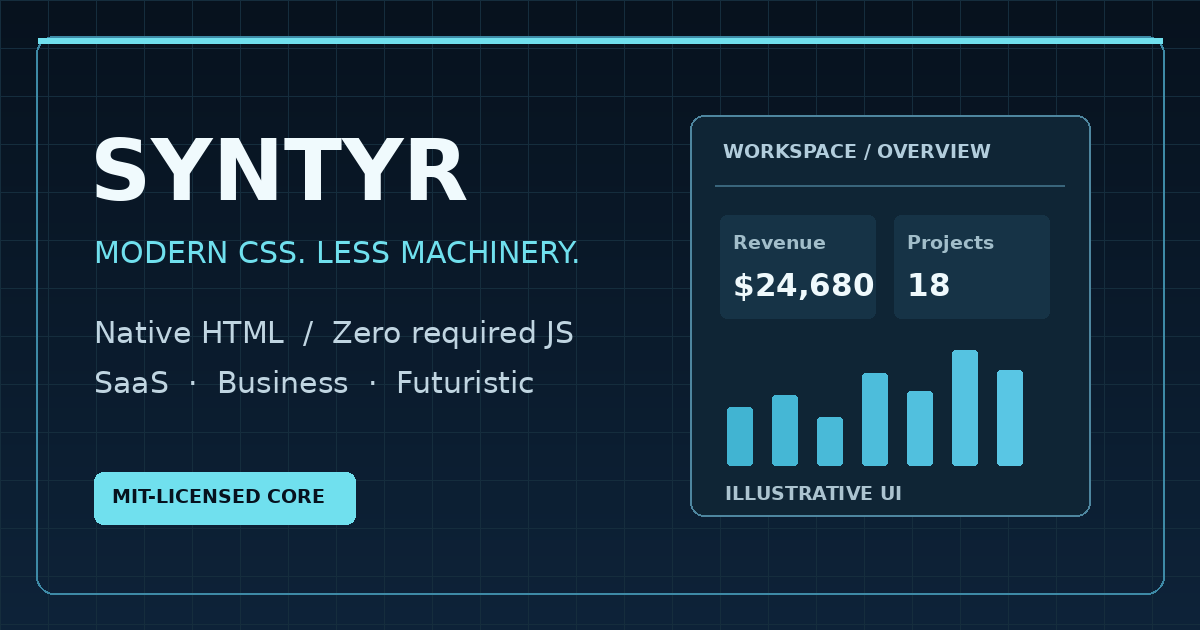 SYNTYR
MODERN CSS. LESS MACHINERY.
Native HTML / Zero required JS
SaaS · Business · Futuristic
MIT-LICENSED CORE
WORKSPACE / OVERVIEW
Revenue
$24,680
Projects
18
ILLUSTRATIVE UI